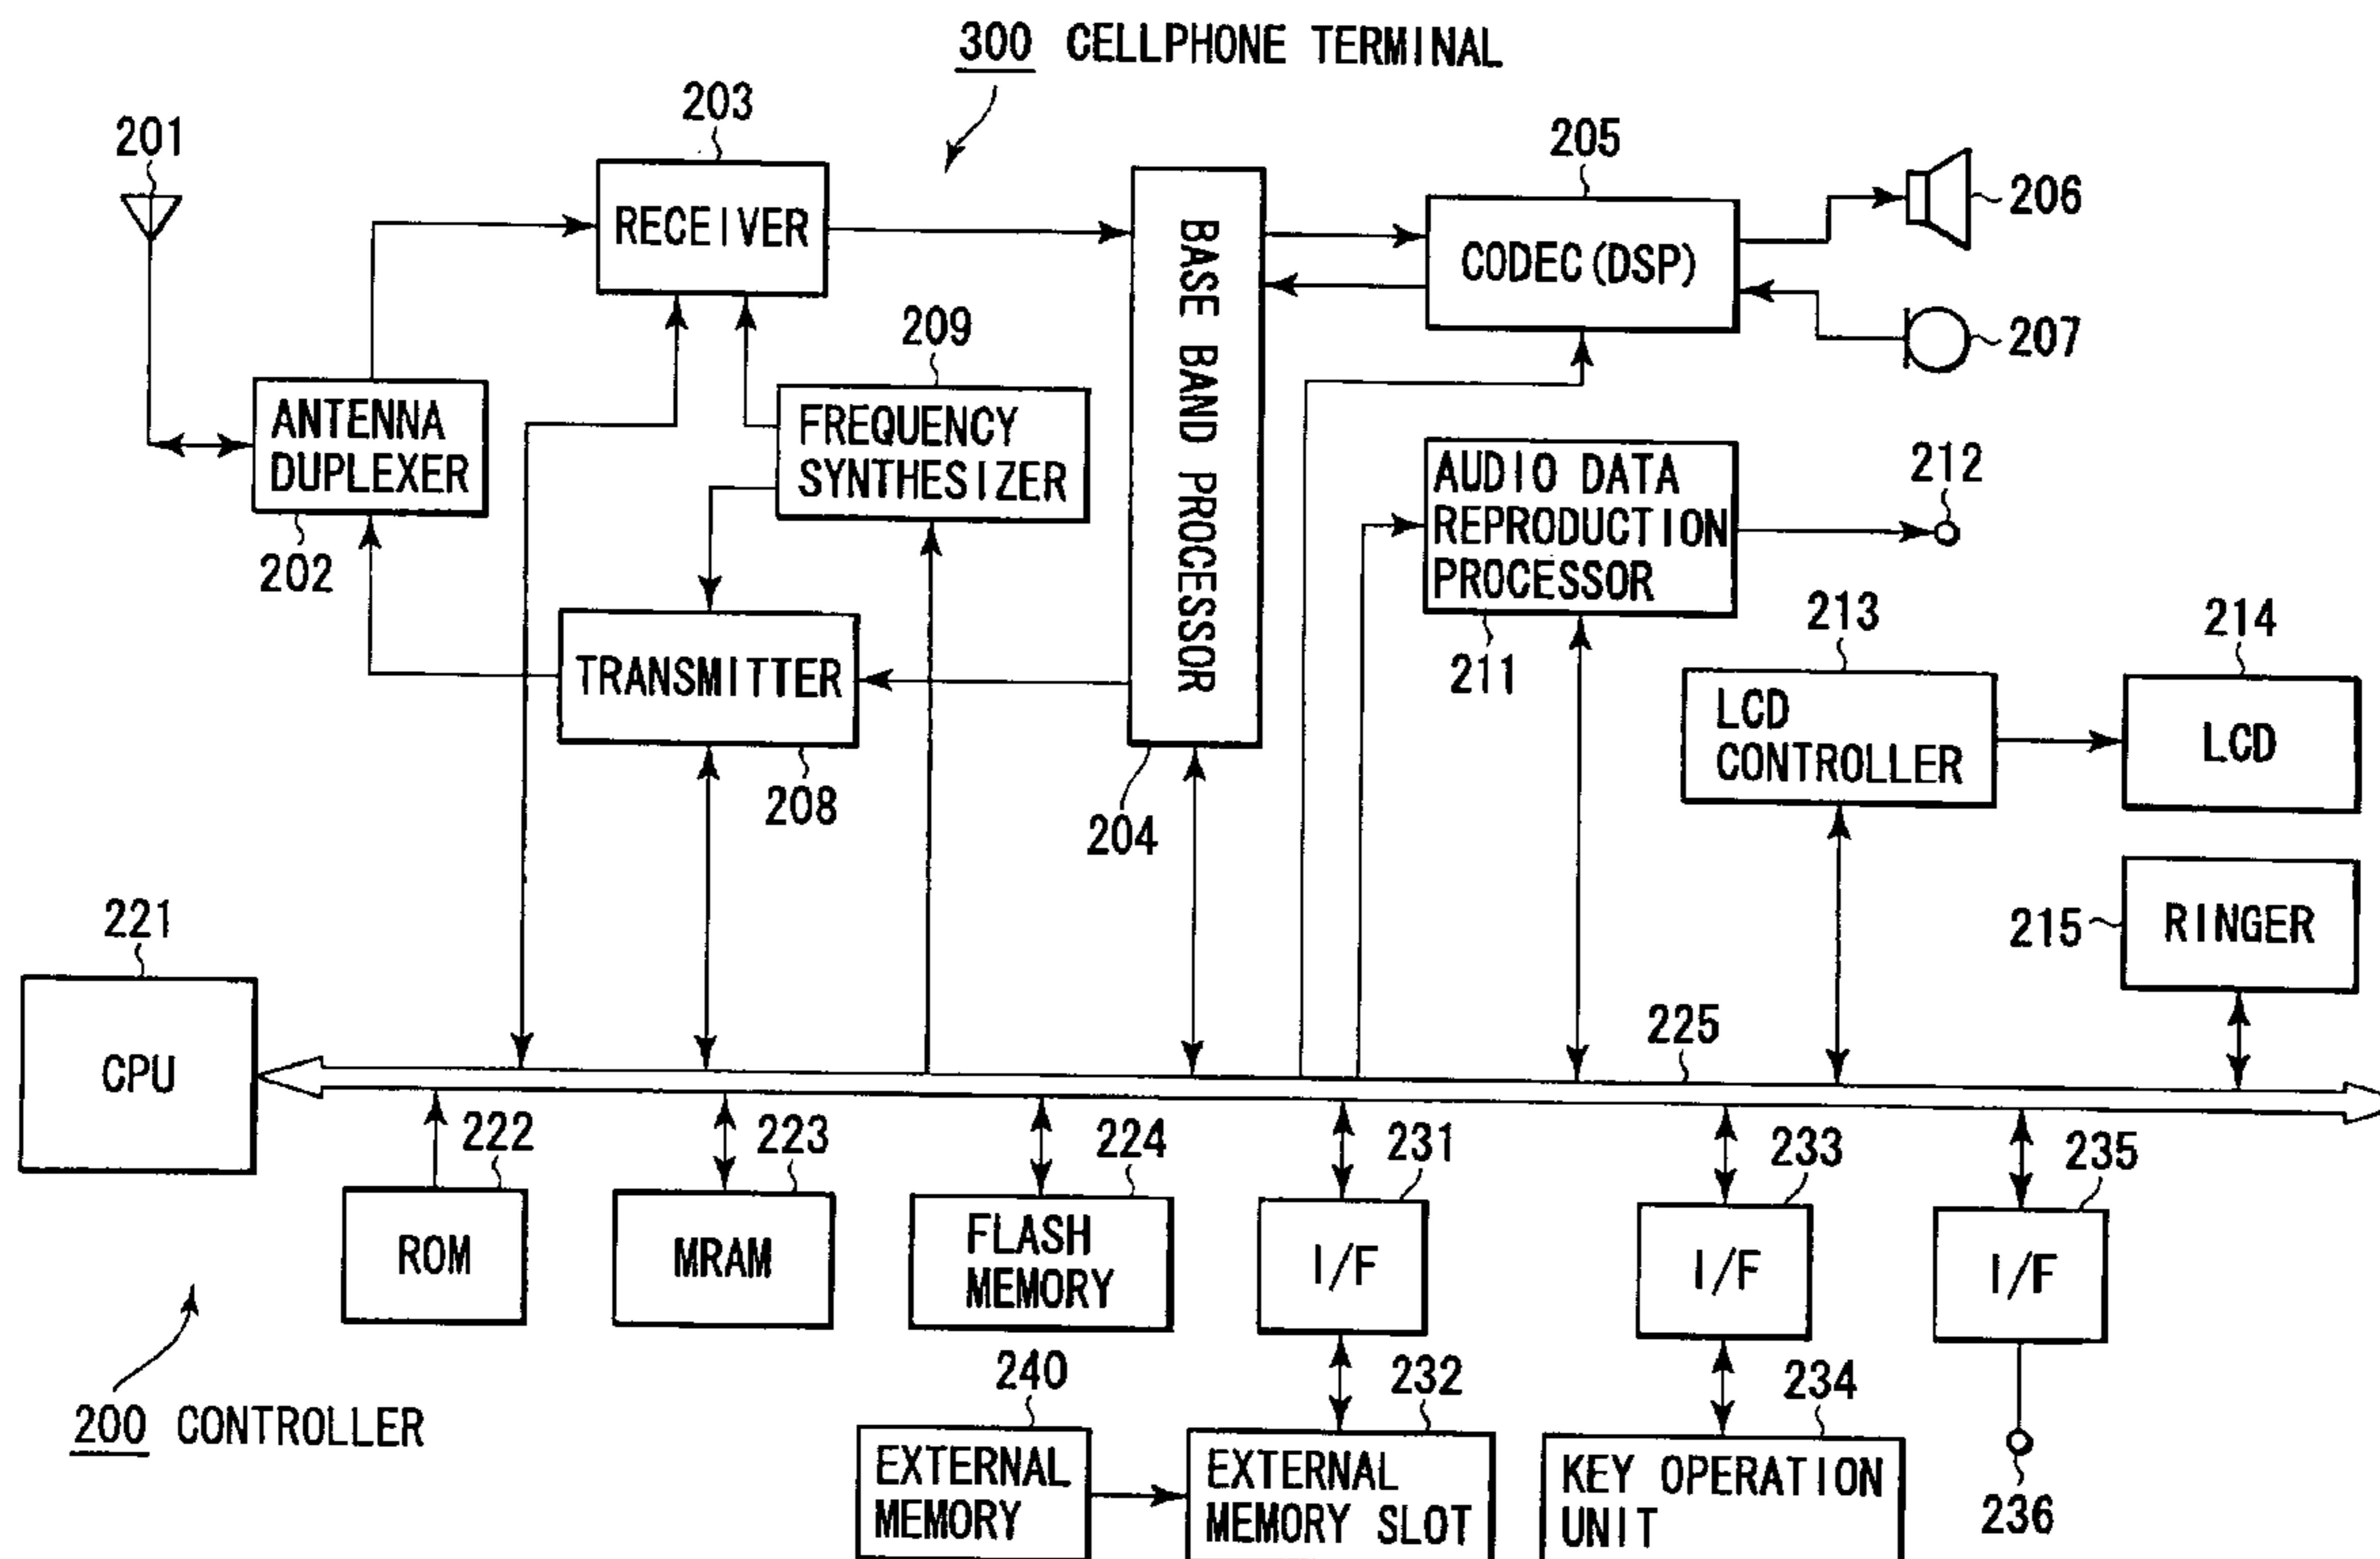 300 CELLPHONE TERMINAL
201
203
205
206
RECEIVER
CODEC(DSP)
207
209
ANTENNA
DUPLEXER
202
FREQUENCY
SYNTHESIZER
BASE BAND PROCESSOR
204
AUDIO DATA
REPRODUCTION
PROCESSOR
211
212
TRANSMITTER
208
213
LCD
CONTROLLER
214
LCD
215
RINGER
221
CPU
225
222
ROM
223
MRAM
224
FLASH
MEMORY
231
I/F
233
I/F
235
I/F
200 CONTROLLER
240
EXTERNAL
MEMORY
232
EXTERNAL
MEMORY SLOT
234
KEY OPERATION
UNIT
236